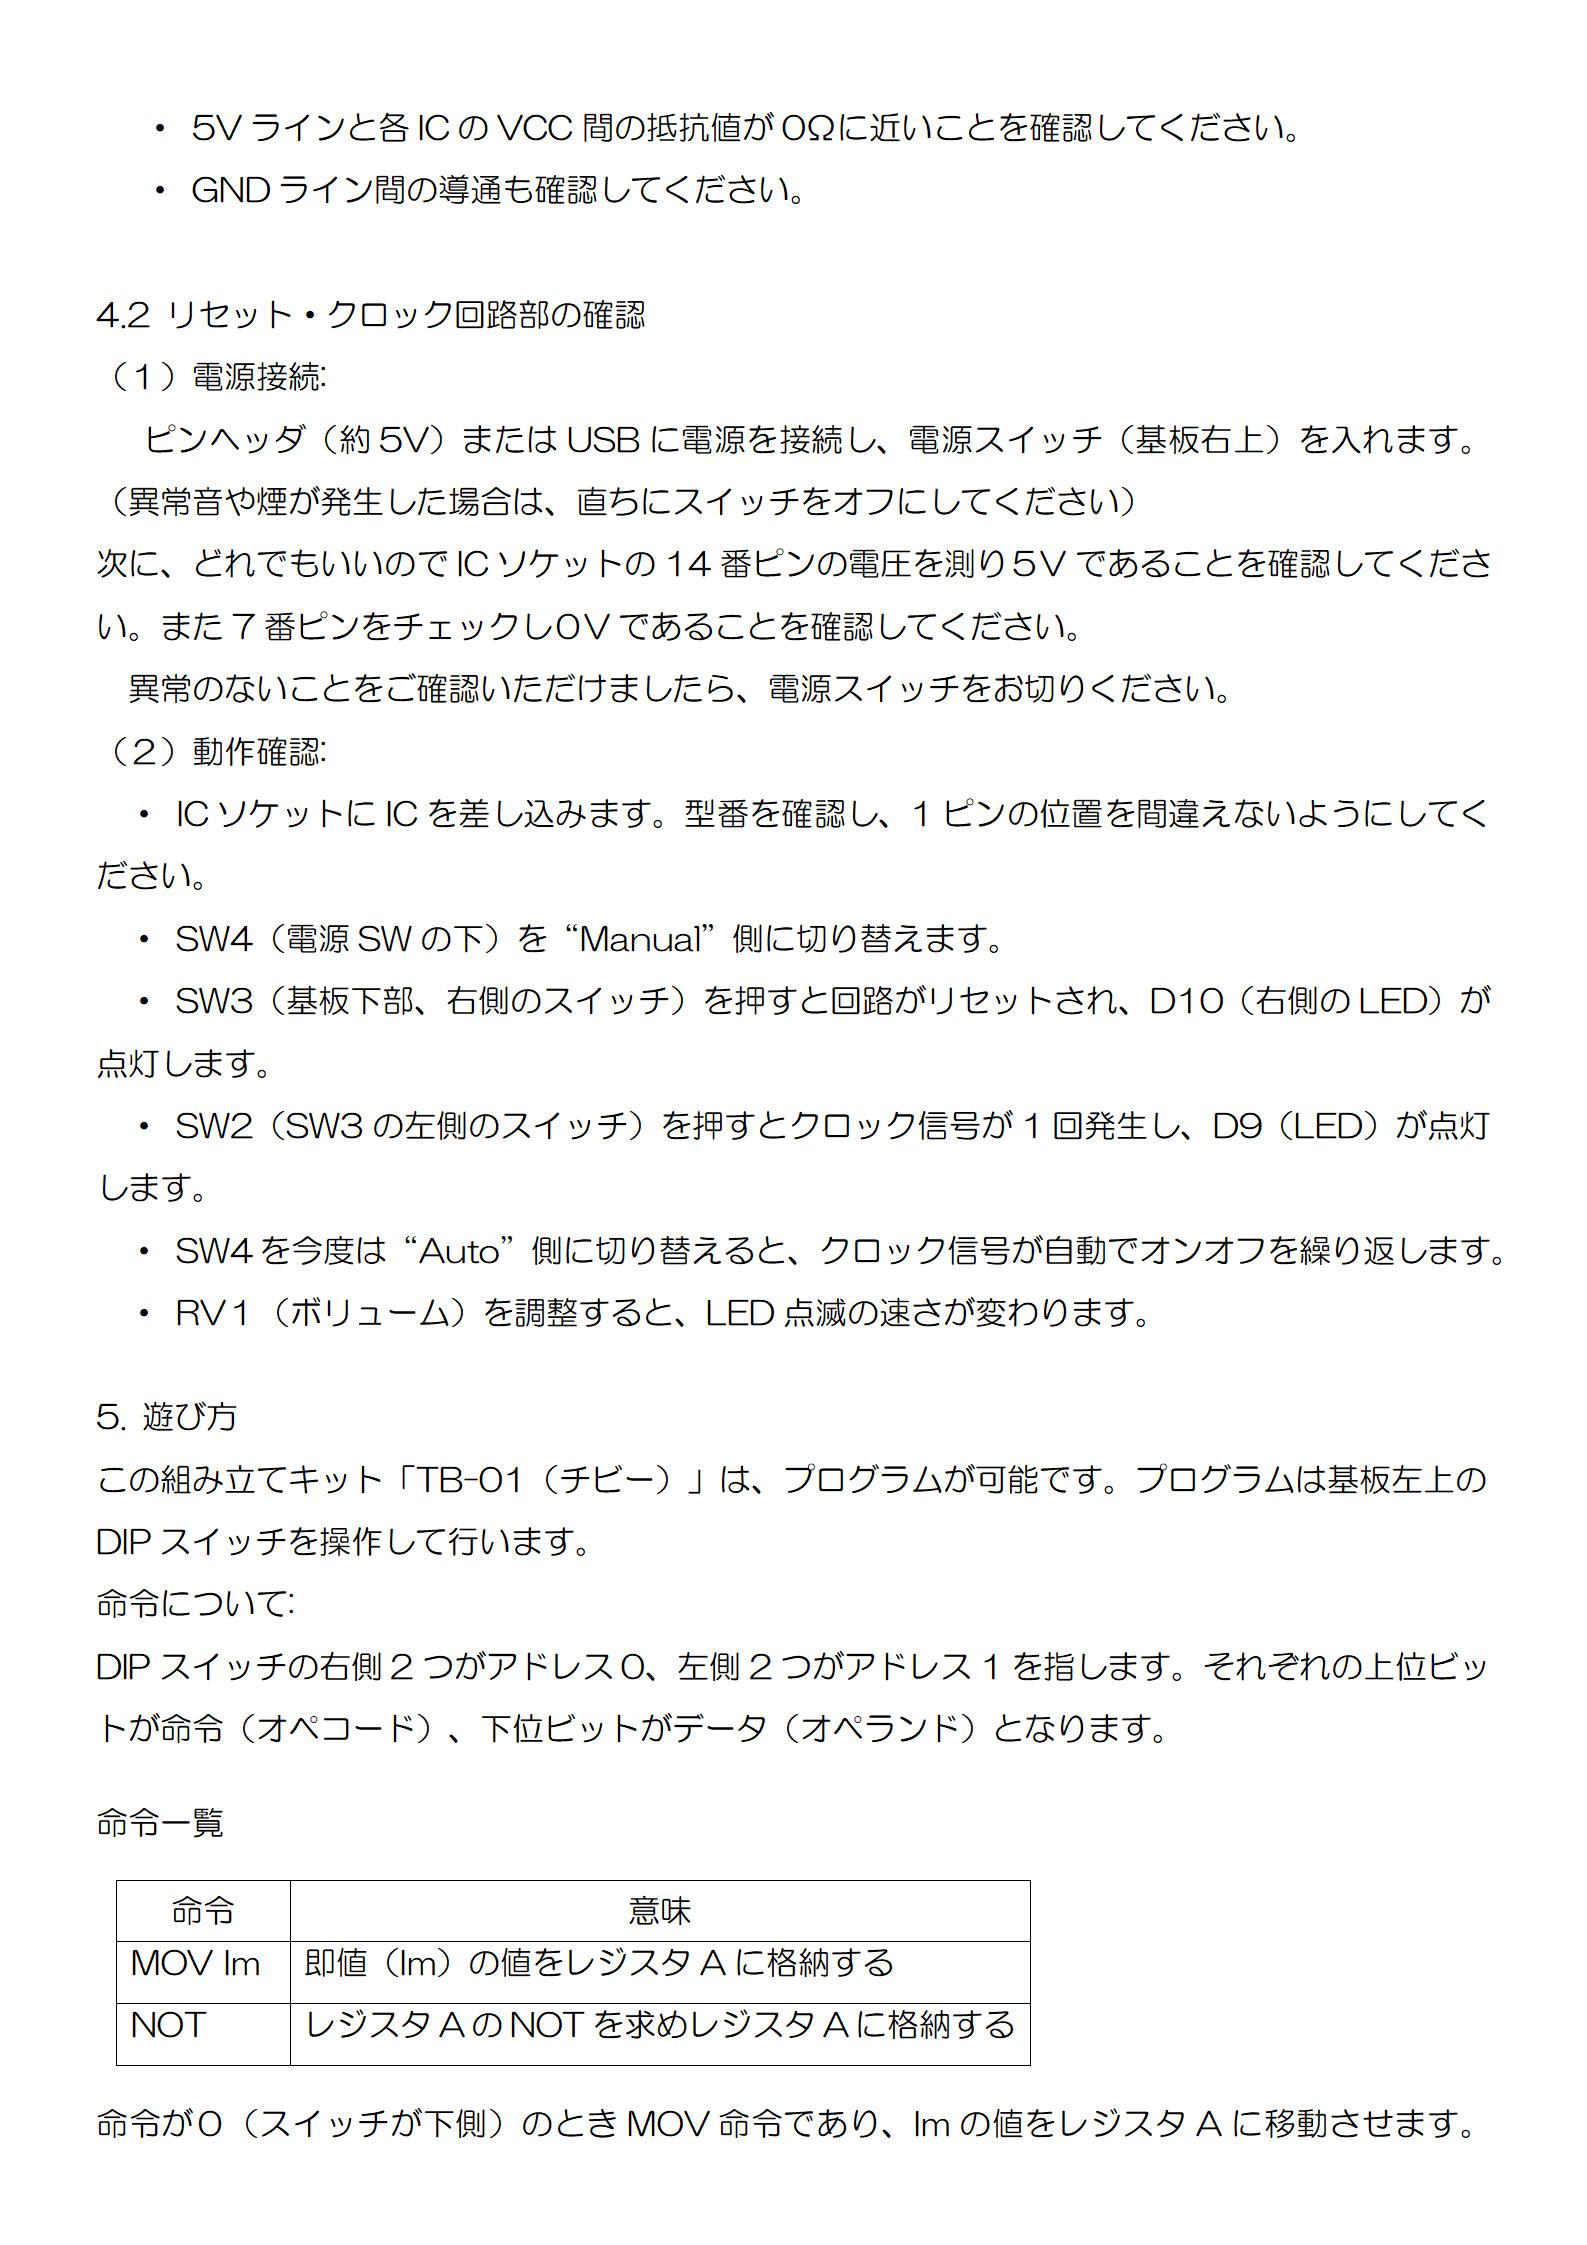 ・ 5V ラインと各 IC の VCC 間の抵抗値が 0Ωに近いことを確認してください。
・ GND ライン間の導通も確認してください。
4.2 リセット・クロック回路部の確認
（１）電源接続:
ピンヘッダ（約 5V）または USB に電源を接続し、電源スイッチ（基板右上）を入れます。
（異常音や煙が発生した場合は、直ちにスイッチをオフにしてください）
次に、どれでもいいので IC ソケットの 14 番ピンの電圧を測り５Ｖ であることを確認してくださ
い。また 7 番ピンをチェックし０Ｖ であることを確認してください。
異常のないことをご確認いただけましたら、電源スイッチをお切りください。
（２）動作確認:
・ IC ソケットに IC を差し込みます。型番を確認し、1 ピンの位置を間違えないようにしてく
ださい。
・ SW4（電源 SW の下）を “Manual” 側に切り替えます。
・ SW3（基板下部、右側のスイッチ）を押すと回路がリセットされ、D10（右側の LED）が
点灯します。
・ SW2（SW3 の左側のスイッチ）を押すとクロック信号が 1 回発生し、D9（LED）が点灯
します。
・ SW4 を今度は “Auto” 側に切り替えると、クロック信号が自動でオンオフを繰り返します。
・ RV１（ボリューム）を調整すると、LED 点滅の速さが変わります。
5. 遊び方
この組み立てキット「TB-01（チビー）」は、プログラムが可能です。プログラムは基板左上の
DIP スイッチを操作して行います。
命令について:
DIP スイッチの右側 2 つがアドレス 0、左側 2 つがアドレス 1 を指します。それぞれの上位ビッ
トが命令（オペコード）、下位ビットがデータ（オペランド）となります。
命令一覧
命令 意味
MOV Im 即値（Im）の値をレジスタ A に格納する
NOT レジスタ A の NOT を求めレジスタ A に格納する
命令が０（スイッチが下側）のとき MOV 命令であり、Im の値をレジスタ A に移動させます。